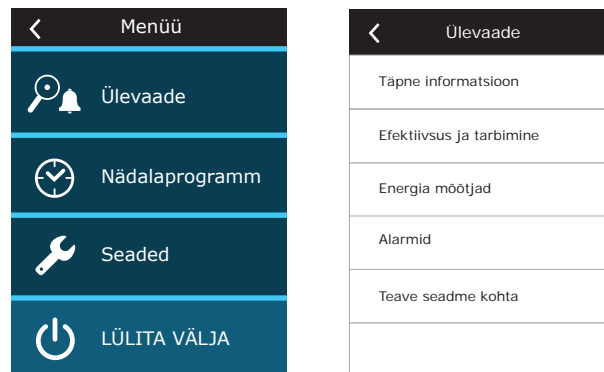 Menüü
Ülevaade
Nädalaprogramm
Seaded
LÜLITA VÄLJA
Ülevaade
Täpne informatsioon
Efektiivsus ja tarbimine
Energia mõõtjad
Alarmid
Teave seadme kohta